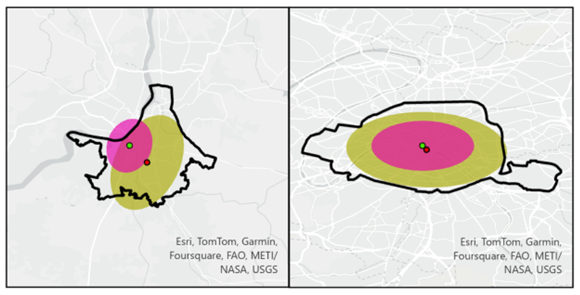 Esri, TomTom, Garmin,
Foursquare, FAO, METI/
NASA, USGS
Esri, TomTom, Garmin,
Foursquare, FAO, METI/
NASA, USGS